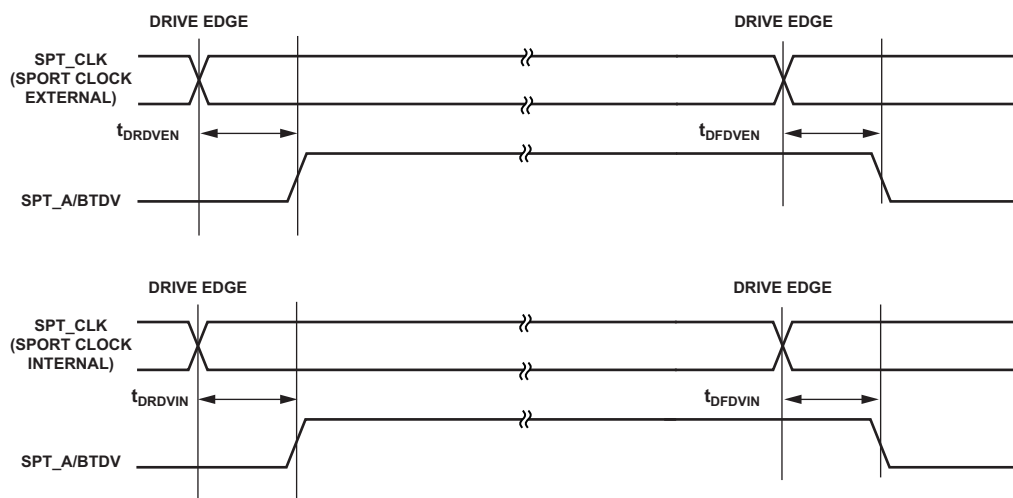 DRIVE EDGE DRIVE EDGE
SPT_CLK
(SPORT CLOCK
EXTERNAL)
tDRDVEN tDFDVEN
SPT_A/BTDV
DRIVE EDGE DRIVE EDGE
SPT_CLK
(SPORT CLOCK
INTERNAL)
tDRDVIN tDFDVIN
SPT_A/BTDV